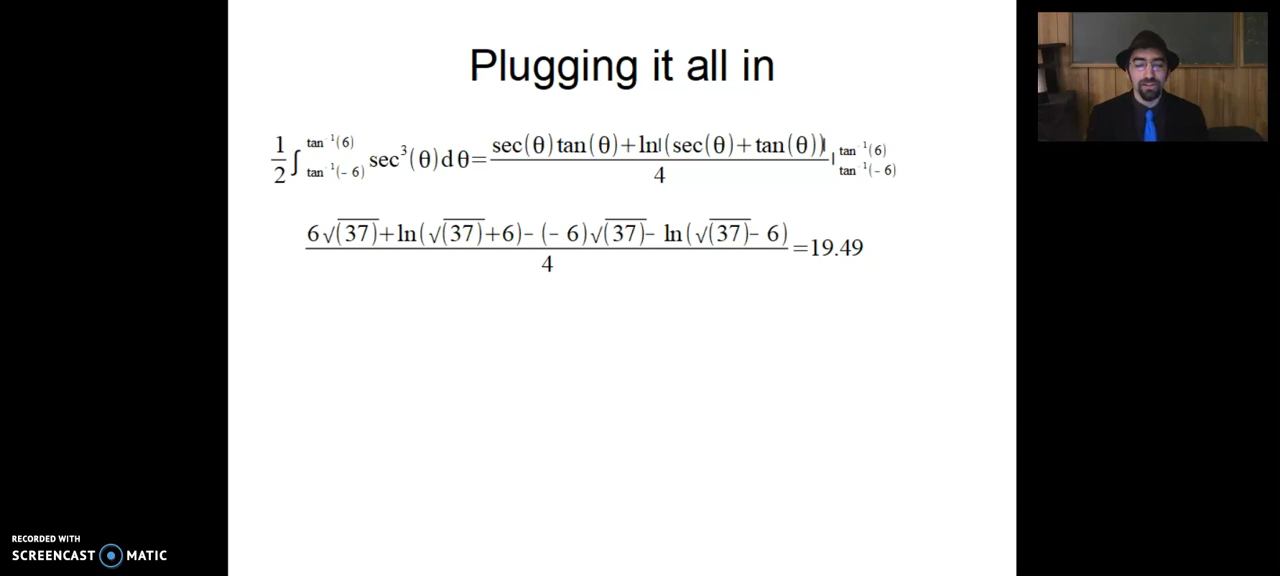 Plugging it all in
1/2 ∫ tan⁻¹(6) tan⁻¹(-6) sec³(θ)dθ = sec(θ)tan(θ)+ln|(sec(θ)+tan(θ))| / 4 | tan⁻¹(6) tan⁻¹(-6)
6√(37)+ln(√(37)+6)-(-6)√(37)-ln(√(37)-6) / 4 =19.49
RECORDED WITH
SCREENCAST MATIC